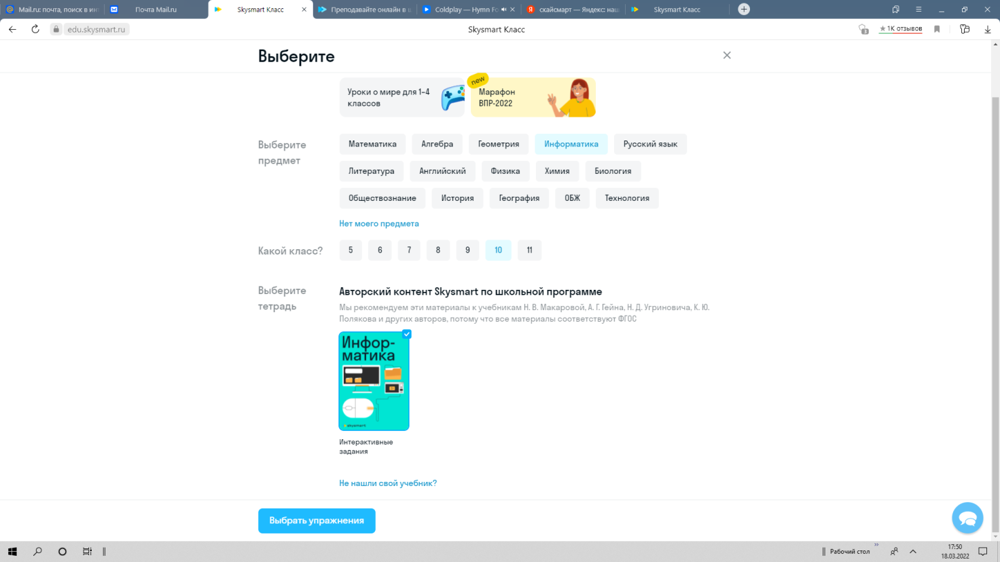 Mail.ru: почта, поиск в инт
Почта Mail.ru
Skysmart Класс
Преподавайте онлайн в ш
Coldplay — Hymn Fo
скайсмарт — Яндекс: наш
Skysmart Класс
edu.skysmart.ru
Skysmart Класс
3
1K отзывов
Выберите
Уроки о мире для 1–4
классов
new
Марафон
ВПР-2022
Выберите
предмет
Математика
Алгебра
Геометрия
Информатика
Русский язык
Литература
Английский
Физика
Химия
Биология
Обществознание
История
География
ОБЖ
Технология
Нет моего предмета
Какой класс?
5
6
7
8
9
10
11
Выберите
тетрадь
Авторский контент Skysmart по школьной программе
Мы рекомендуем эти материалы к учебникам Н. В. Макаровой, А. Г. Гейна, Н. Д. Угриновича, К. Ю.
Полякова и других авторов, потому что все материалы соответствуют ФГОС
Инфор-
матика
skysmart
Интерактивные
задания
Не нашли свой учебник?
Выбрать упражнения
Рабочий стол
17:50
18.03.2022